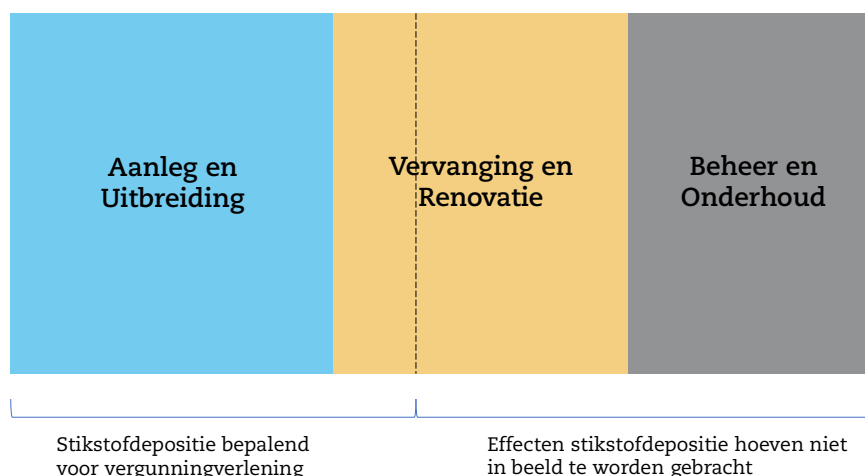 Aanleg en
Uitbreiding
Vervanging en
Renovatie
Beheer en
Onderhoud
Stikstofdepositie bepalend
voor vergunningverlening
Effecten stikstofdepositie hoeven niet
in beeld te worden gebracht